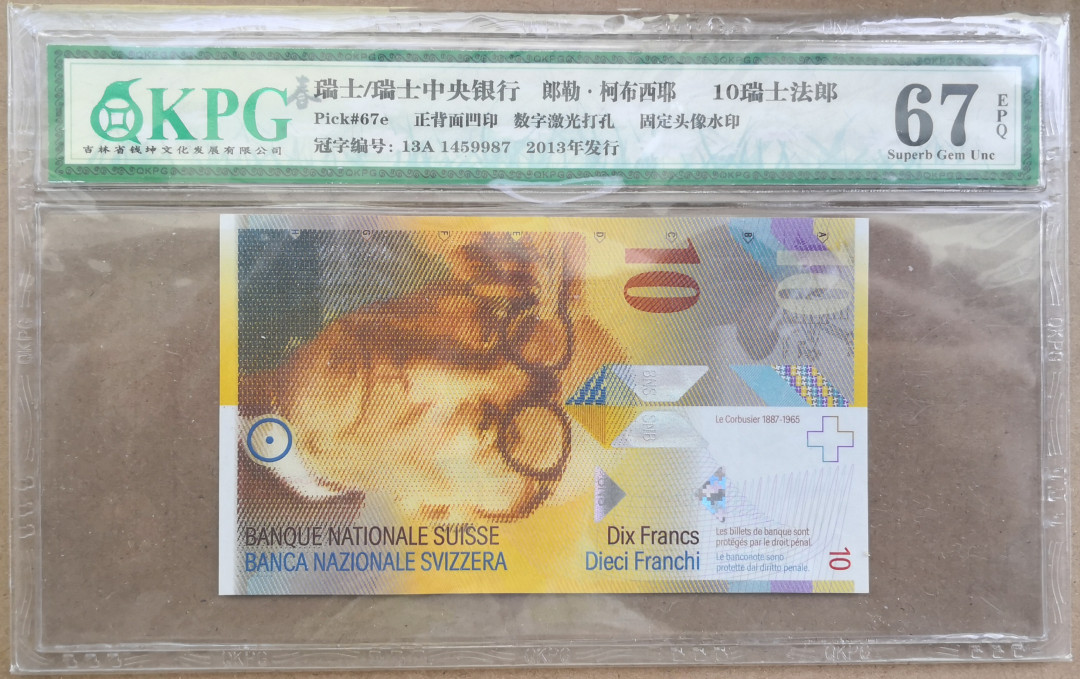 QKPG
吉林省钱坤文化发展有限公司
春
瑞士/瑞士中央银行 郎勒·柯布西耶 10瑞士法郎
Pick#67e 正背面凹印 数字激光打孔 固定头像水印
冠字编号: 13A 1459987 2013年发行
67
EPQ
Superb Gem Unc
H G F E D C B A
10
10
BNS
SNB
Le Corbusier 1887-1965
BANQUE NATIONALE SUISSE
BANCA NAZIONALE SVIZZERA
Dix Francs
Dieci Franchi
Les billets de banque sont
protégés par le droit pénal.
Le banconote sono
protette dal diritto penale.
10